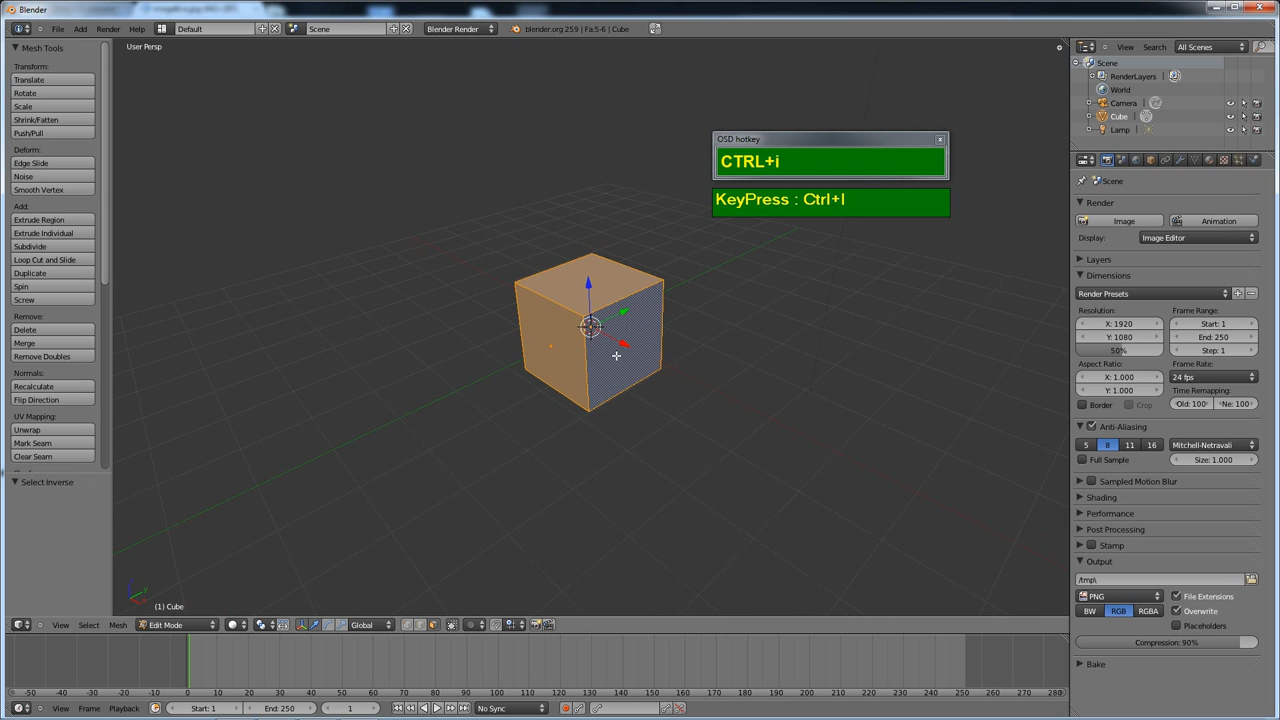 Blender
File Add Render Help Default Scene Blender Render blender.org 259 | Fa:5-6 | Cube
Mesh Tools
Transform:
Translate
Rotate
Scale
Shrink/Fatten
Push/Pull
Deform:
Edge Slide
Noise
Smooth Vertex
Add:
Extrude Region
Extrude Individual
Subdivide
Loop Cut and Slide
Duplicate
Spin
Screw
Remove:
Delete
Merge
Remove Doubles
Normals:
Recalculate
Flip Direction
UV Mapping:
Unwrap
Mark Seam
Clear Seam
Select Inverse
User Persp
OSD hotkey
CTRL+i
KeyPress : Ctrl+I
(1) Cube
View Select Mesh Edit Mode Global
View Search All Scenes
Scene
RenderLayers
World
Camera
Cube
Lamp
Scene
Render
Image Animation
Display: Image Editor
Layers
Dimensions
Render Presets
Resolution: Frame Range:
X: 1920 Start: 1
Y: 1080 End: 250
50% Step: 1
Aspect Ratio: Frame Rate:
X: 1.000 24 fps
Y: 1.000 Time Remapping:
Border Crop Old: 100 Ne: 100
Anti-Aliasing
5 8 11 16 Mitchell-Netravali
Full Sample Size: 1.000
Sampled Motion Blur
Shading
Performance
Post Processing
Stamp
Output
/tmp\
PNG File Extensions
BW RGB RGBA Overwrite
Placeholders
Compression: 90%
Bake
-50 -40 -30 -20 -10 0 10 20 30 40 50 60 70 80 90 100 110 120 130 140 150 160 170 180 190 200 210 220 230 240 250 260 270 280
View Frame Playback Start: 1 End: 250 1 No Sync